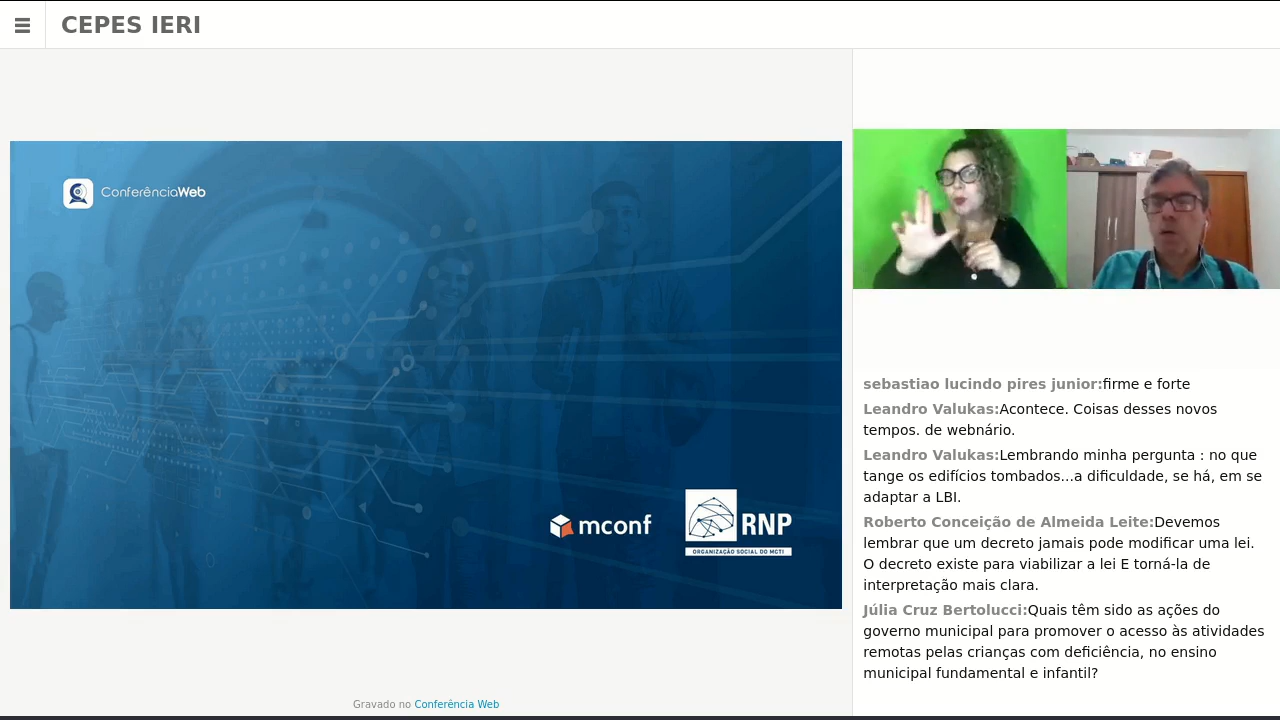 CEPES IERI
ConferênciaWeb
mconf
RNP
ORGANIZAÇÃO SOCIAL DO MCTI
Gravado no Conferência Web
sebastiao lucindo pires junior:firme e forte
Leandro Valukas:Acontece. Coisas desses novos
tempos. de webnário.
Leandro Valukas:Lembrando minha pergunta : no que
tange os edifícios tombados...a dificuldade, se há, em se
adaptar a LBI.
Roberto Conceição de Almeida Leite:Devemos
lembrar que um decreto jamais pode modificar uma lei.
O decreto existe para viabilizar a lei E torná-la de
interpretação mais clara.
Júlia Cruz Bertolucci:Quais têm sido as ações do
governo municipal para promover o acesso às atividades
remotas pelas crianças com deficiência, no ensino
municipal fundamental e infantil?